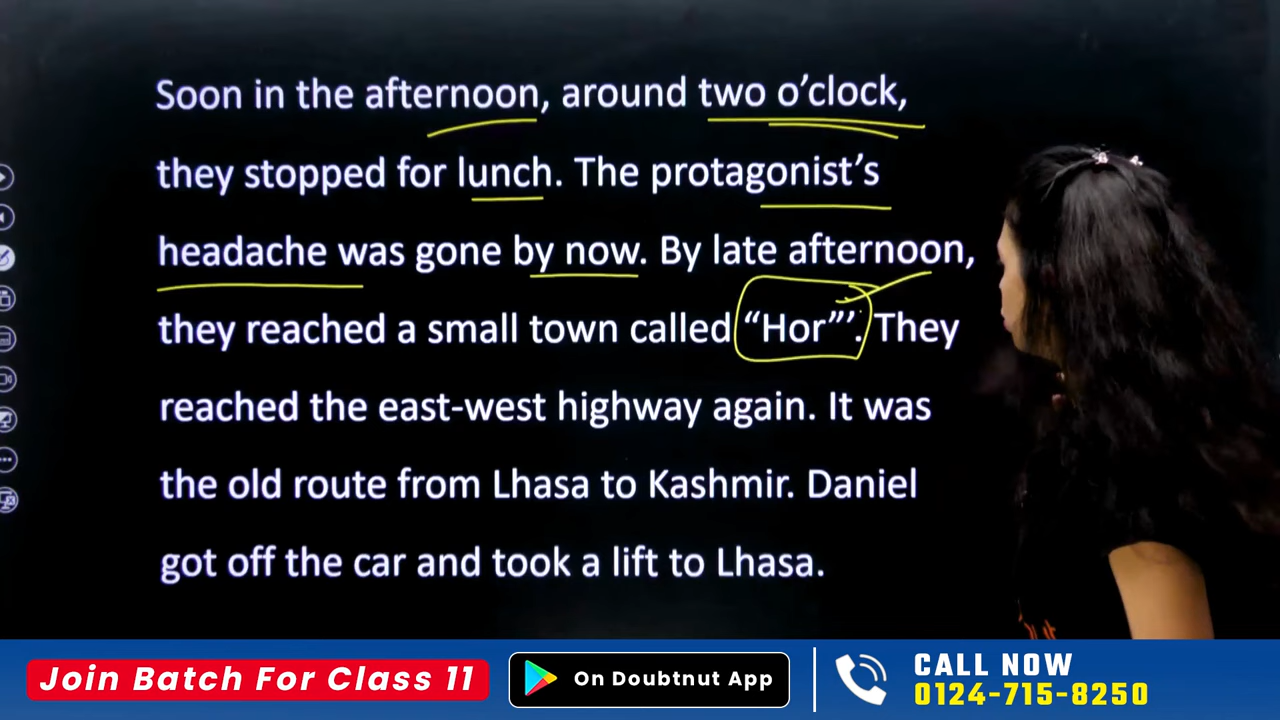 Soon in the afternoon, around two o’clock,
they stopped for lunch. The protagonist’s
headache was gone by now. By late afternoon,
they reached a small town called “Hor”’. They
reached the east-west highway again. It was
the old route from Lhasa to Kashmir. Daniel
got off the car and took a lift to Lhasa.
Join Batch For Class 11
On Doubtnut App
CALL NOW
0124-715-8250